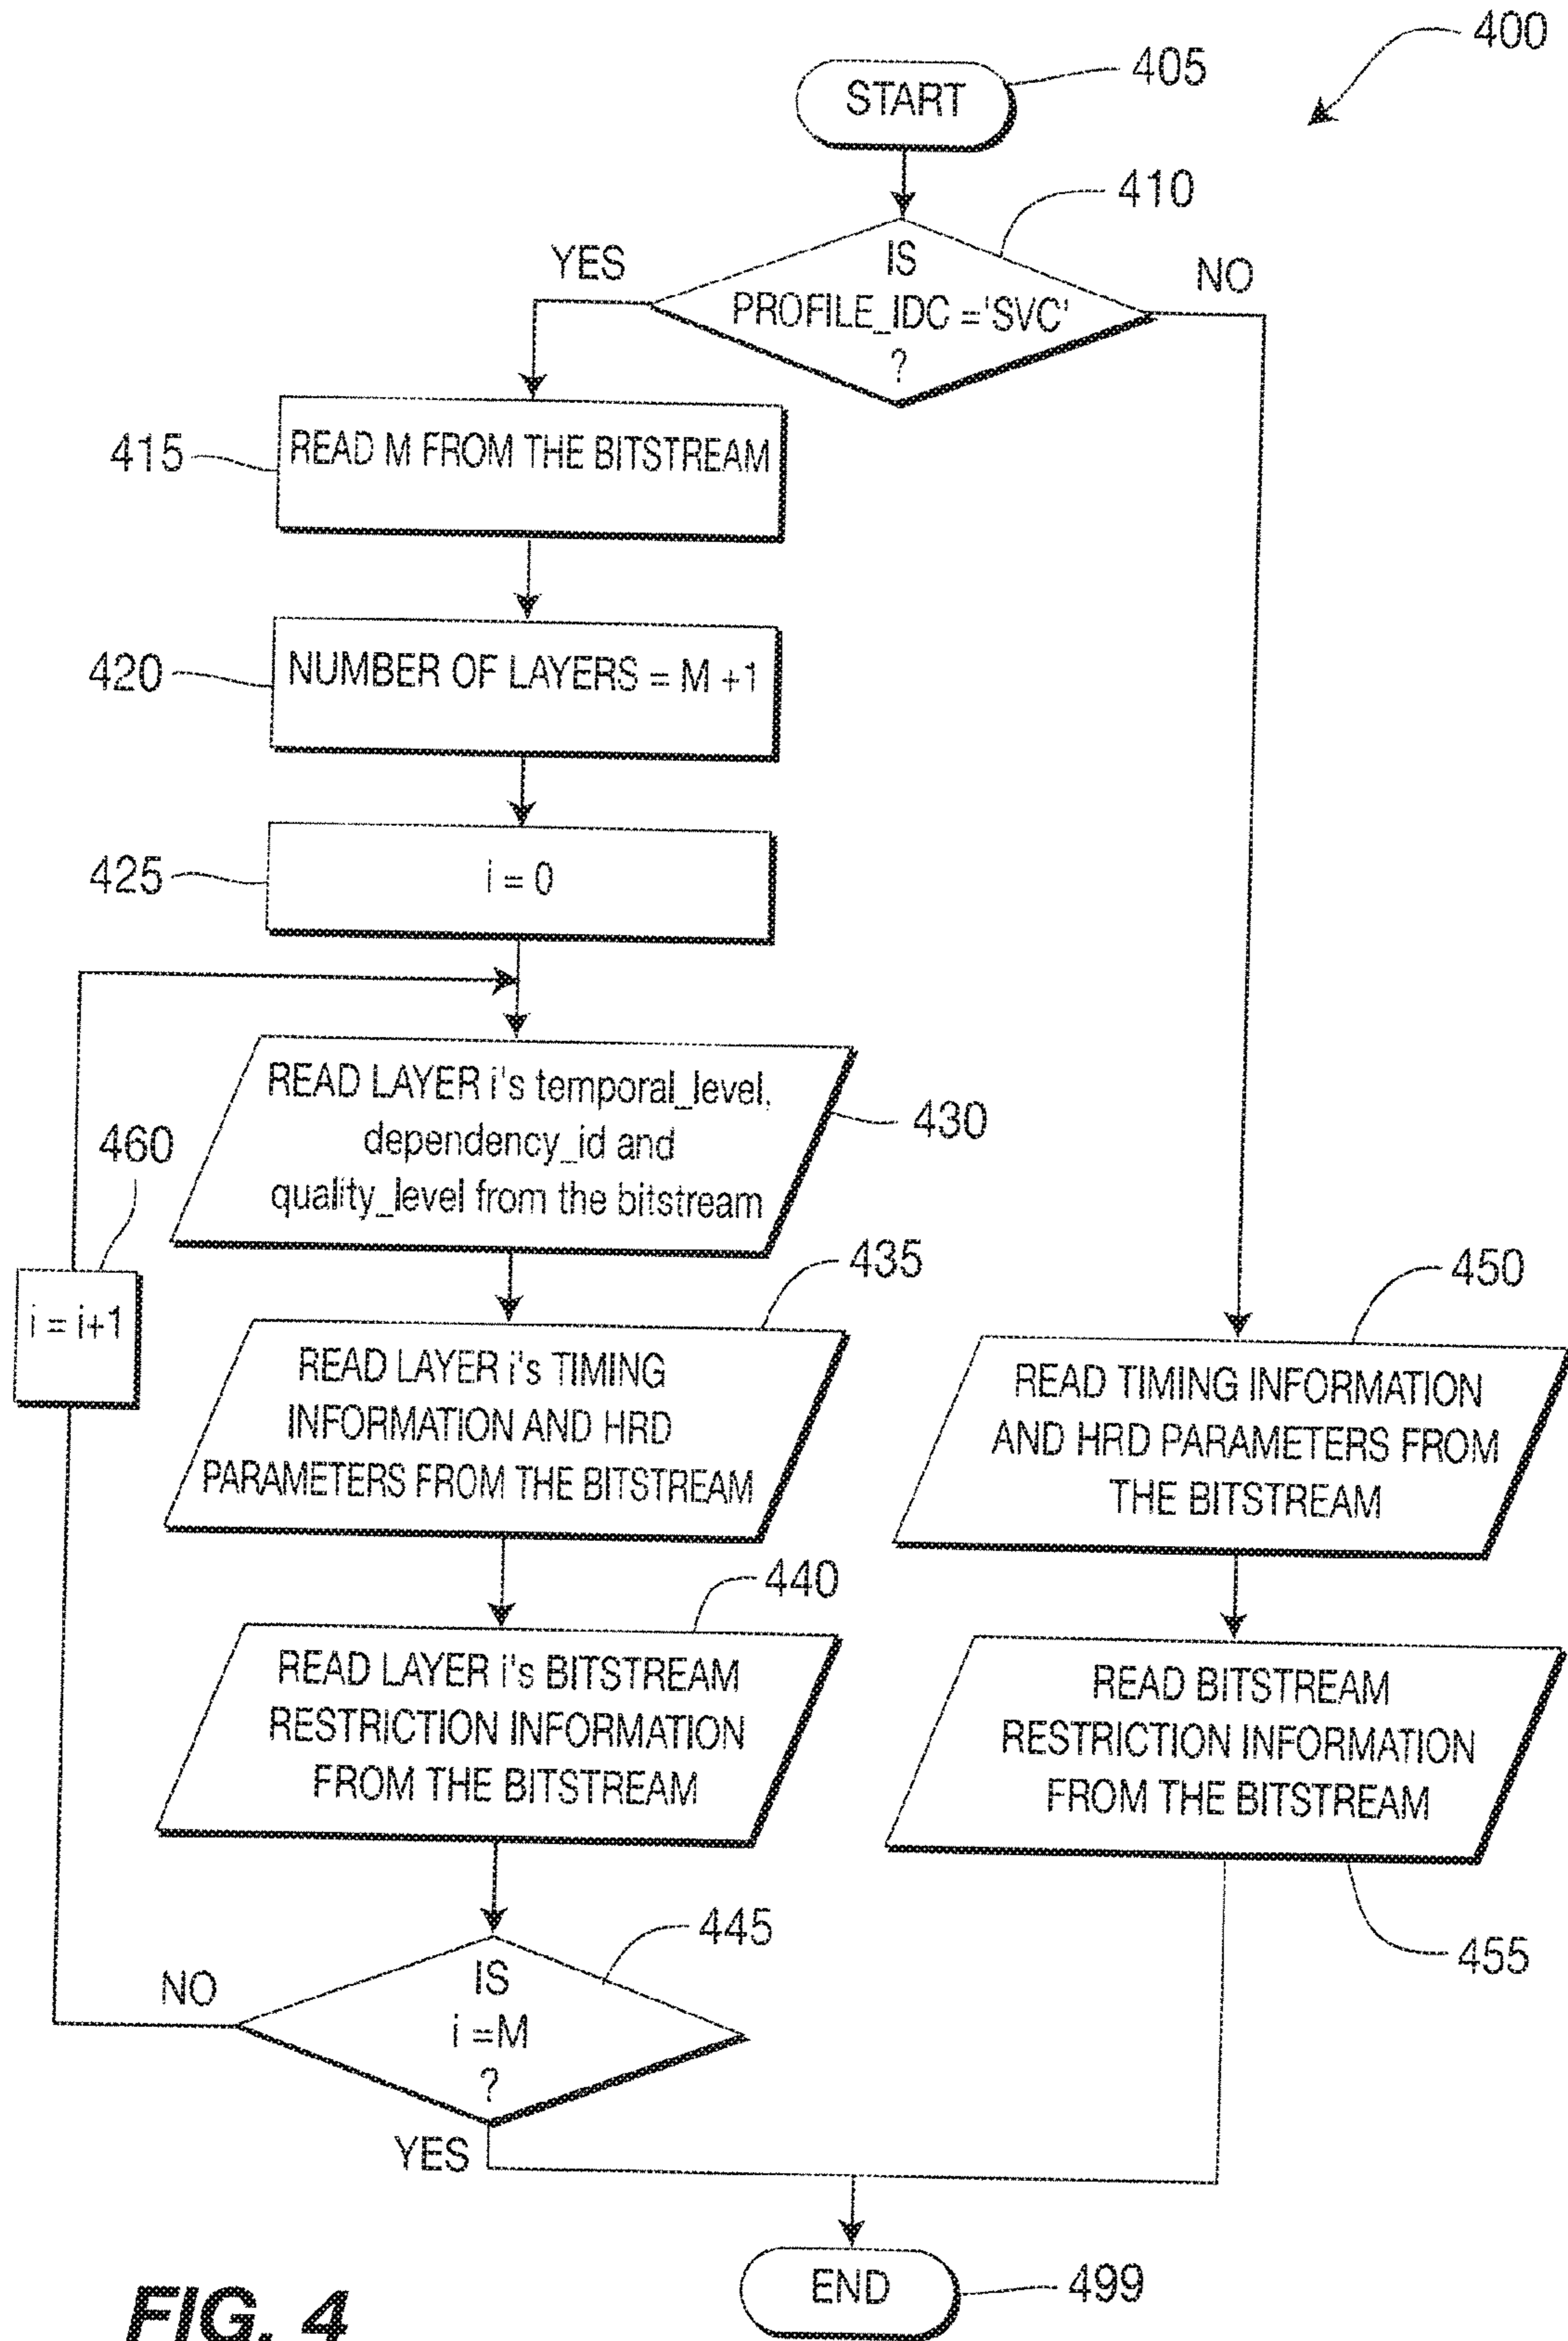 400
START
405
410
IS
PROFILE_IDC ='SVC'
?
YES
NO
415
READ M FROM THE BITSTREAM
420
NUMBER OF LAYERS = M +1
425
i = 0
READ LAYER i's temporal_level,
dependency_id and
quality_level from the bitstream
430
460
i = i+1
435
READ LAYER i's TIMING
INFORMATION AND HRD
PARAMETERS FROM THE BITSTREAM
450
READ TIMING INFORMATION
AND HRD PARAMETERS FROM
THE BITSTREAM
440
READ LAYER i's BITSTREAM
RESTRICTION INFORMATION
FROM THE BITSTREAM
READ BITSTREAM
RESTRICTION INFORMATION
FROM THE BITSTREAM
455
445
IS
i =M
?
NO
YES
END
499
FIG. 4